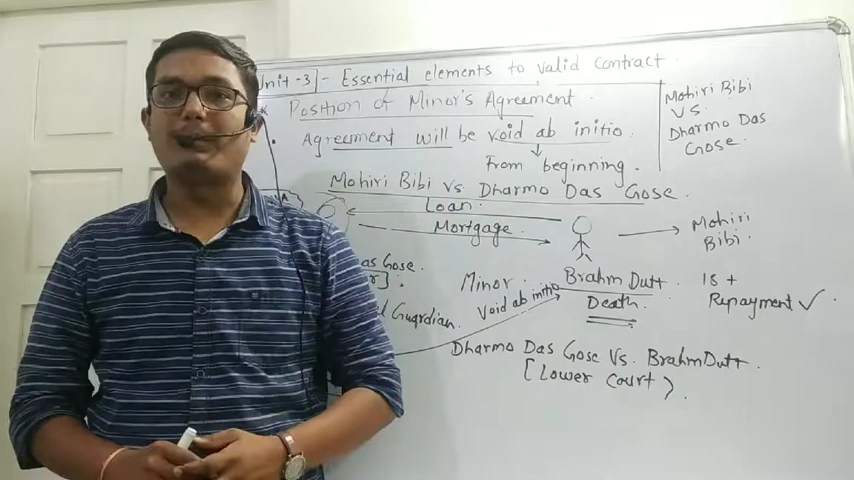 Unit-3] - Essential elements to valid contract.
Position of Minor's Agreement.
Agreement will be void ab initio.
From beginning.
Mohiri Bibi
Vs.
Dharmo Das
Gose.
Mohiri Bibi vs Dharmo Das Gose.
Loan.
Mortgage.
Mohiri
Bibi.
as Gose.
Minor.
Void ab initio
Brahm Dutt.
Death.
18 +
Repayment ✓.
Guardian.
Dharmo Das Gose Vs. Brahm Dutt.
[Lower court).